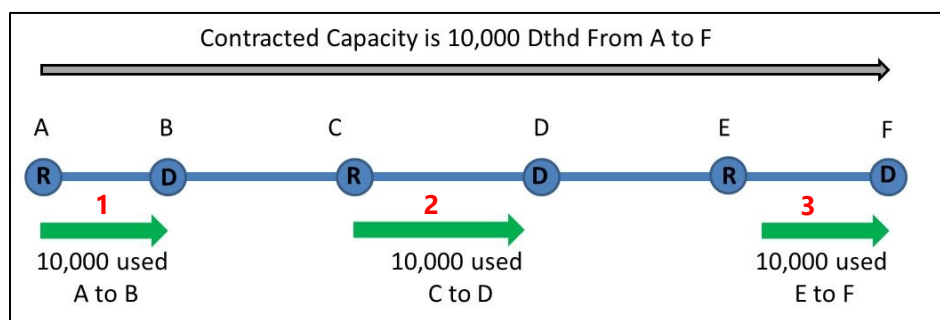 Contracted Capacity is 10,000 Dthd From A to F
A B C D E F
R D R D R D
1 2 3
10,000 used 10,000 used 10,000 used
A to B C to D E to F